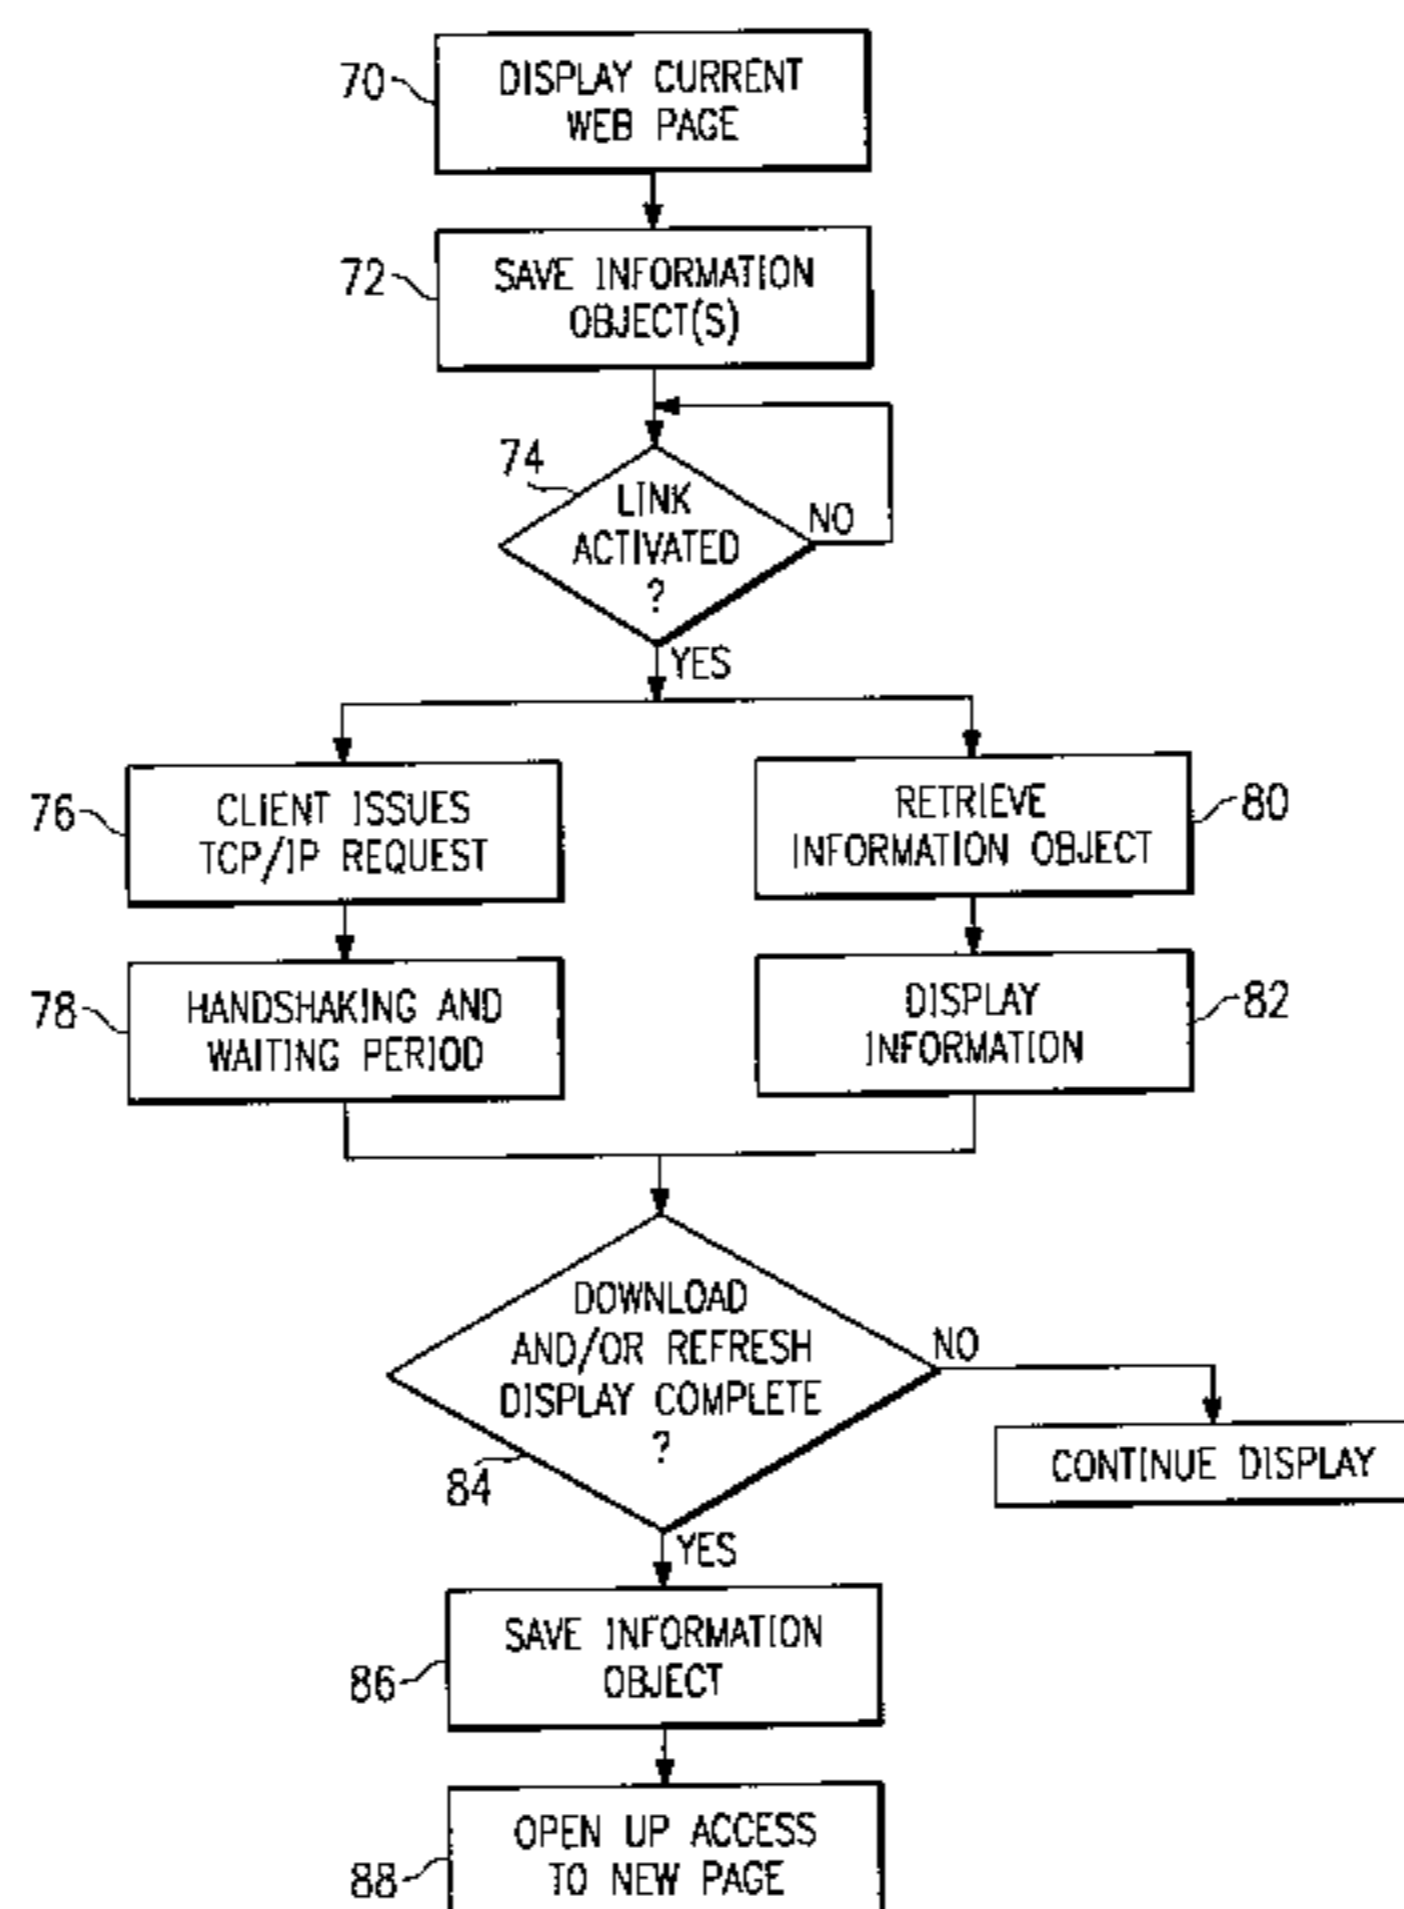 70
DISPLAY CURRENT
WEB PAGE
72
SAVE INFORMATION
OBJECT(S)
74
LINK
ACTIVATED
?
NO
YES
76
CLIENT ISSUES
TCP/IP REQUEST
RETRIEVE
INFORMATION OBJECT
80
78
HANDSHAKING AND
WAITING PERIOD
DISPLAY
INFORMATION
82
DOWNLOAD
AND/OR REFRESH
DISPLAY COMPLETE
?
NO
84
CONTINUE DISPLAY
YES
SAVE INFORMATION
OBJECT
86
OPEN UP ACCESS
TO NEW PAGE
88